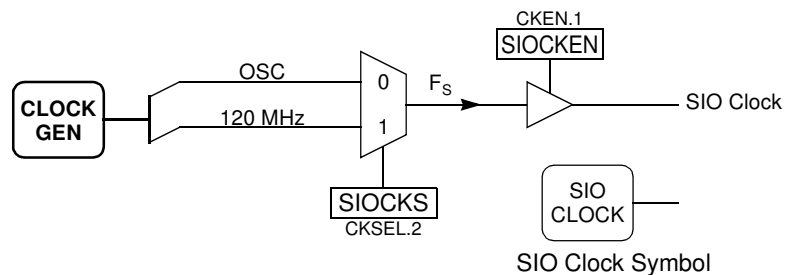 CKEN.1
SIOCKEN
OSC
0
F_S
SIO Clock
CLOCK
GEN
120 MHz
1
SIOCKS
CKSEL.2
SIO
CLOCK
SIO Clock Symbol